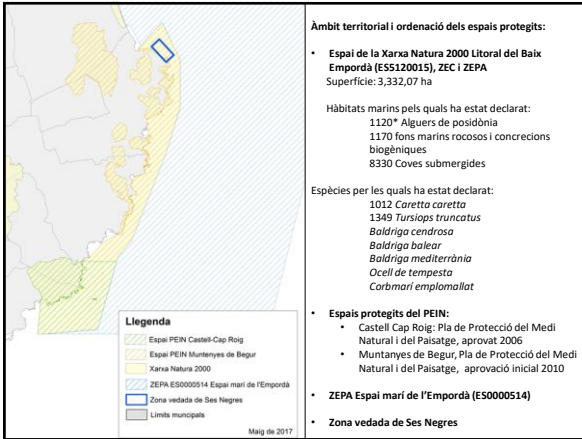 Àmbit territorial i ordenació dels espais protegits:
• Espai de la Xarxa Natura 2000 Litoral del Baix
Empordà (ES5120015), ZEC i ZEPA
Superfície: 3,332,07 ha
Hàbitats marins pels quals ha estat declarat:
1120* Alguers de posidònia
1170 fons marins rocosos i concrecions
biogèniques
8330 Coves submergides
Espècies per les quals ha estat declarat:
1012 Caretta caretta
1349 Tursiops truncatus
Baldriga cendrosa
Baldriga balear
Baldriga mediterrània
Ocell de tempesta
Corbmarí emplomallat
• Espais protegits del PEIN:
• Castell Cap Roig: Pla de Protecció del Medi
Natural i del Paisatge, aprovat 2006
• Muntanyes de Begur, Pla de Protecció del Medi
Natural i del Paisatge, aprovació inicial 2010
• ZEPA Espai marí de l'Empordà (ES0000514)
• Zona vedada de Ses Negres
Llegenda
Espai PEIN Castell-Cap Roig
Espai PEIN Muntenyes de Begur
Xarxa Natura 2000
ZEPA ES0000514 Espai marí de l'Empordà
Zona vedada de Ses Negres
Límits muncipals
Maig de 2017